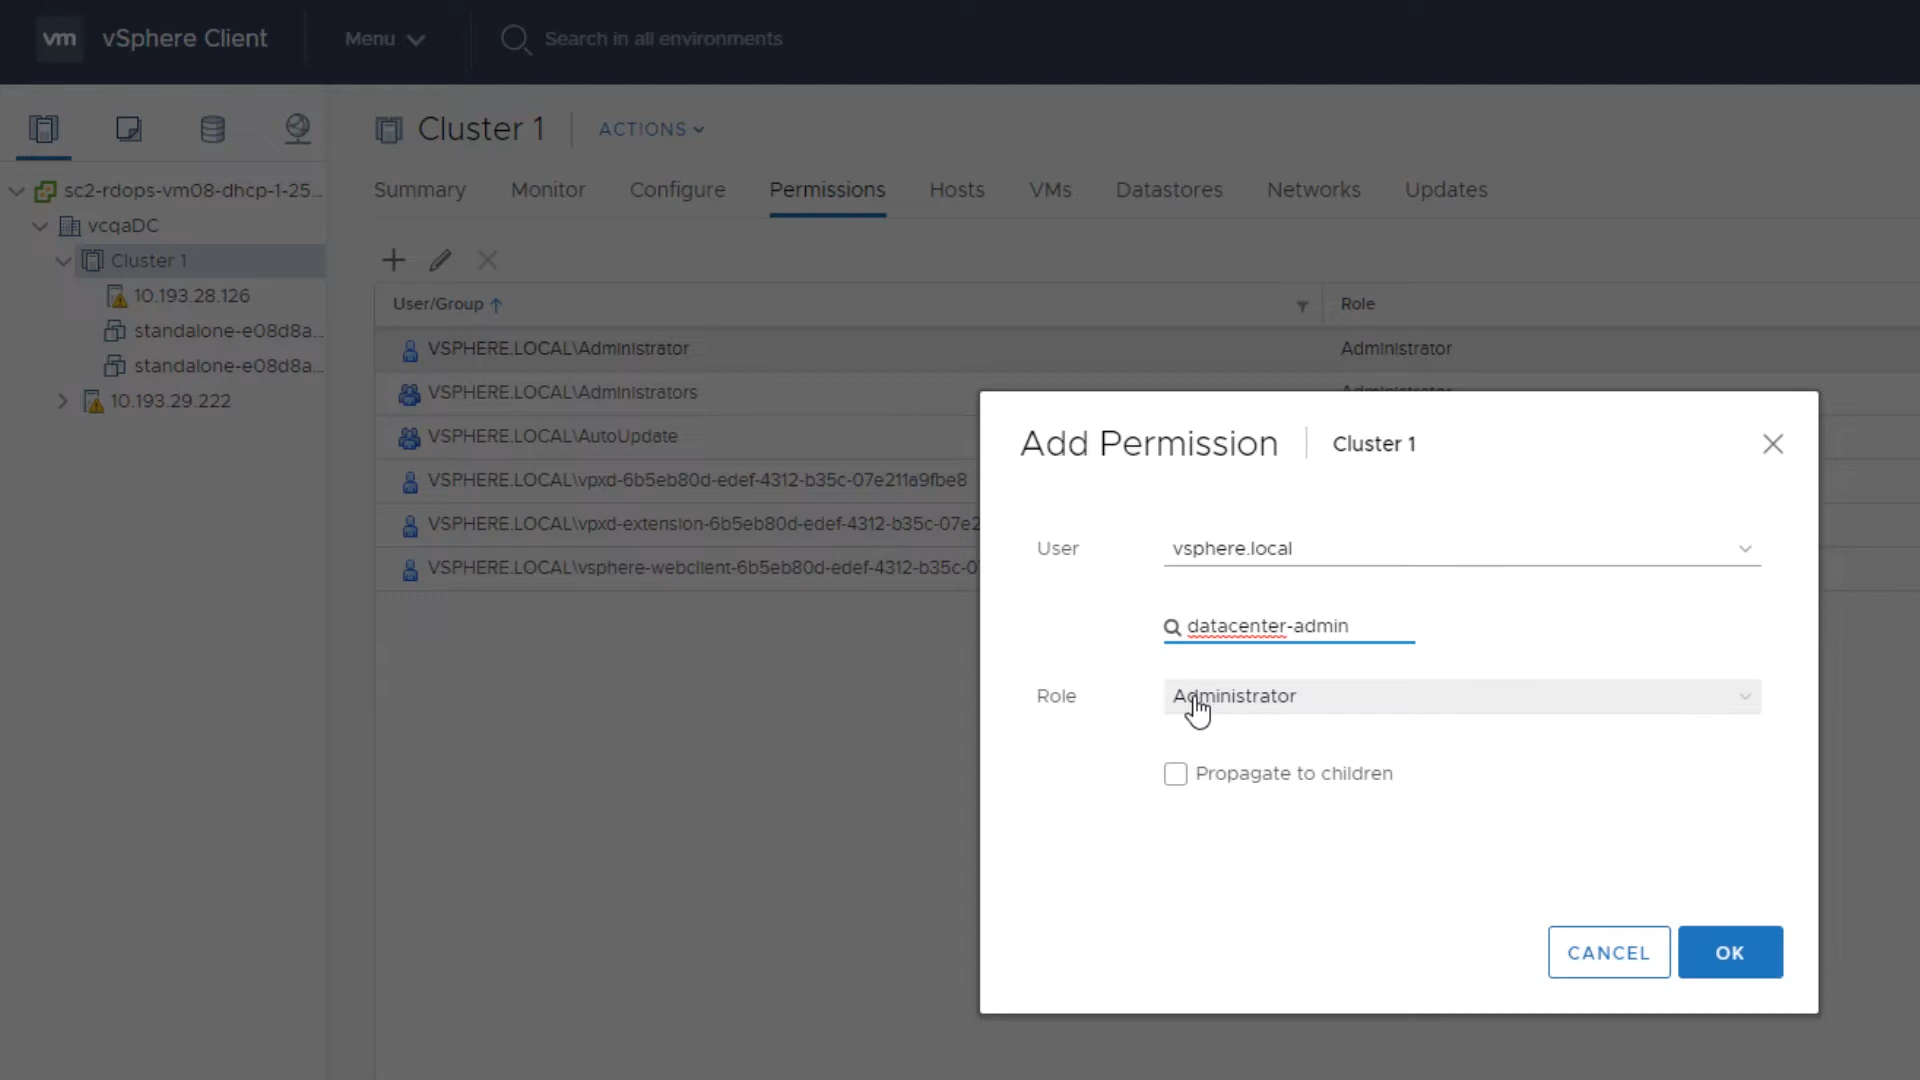 vm vSphere Client Menu Search in all environments
Cluster 1 ACTIONS
Summary Monitor Configure Permissions Hosts VMs Datastores Networks Updates
sc2-rdops-vm08-dhcp-1-25...
vcqaDC
Cluster 1
10.193.28.126
standalone-e08d8a...
standalone-e08d8a...
10.193.29.222
User/Group Role
VSPHERE.LOCAL\Administrator Administrator
VSPHERE.LOCAL\Administrators Administrator
VSPHERE.LOCAL\AutoUpdate
VSPHERE.LOCAL\vpxd-6b5eb80d-edef-4312-b35c-07e211a9fbe8
VSPHERE.LOCAL\vpxd-extension-6b5eb80d-edef-4312-b35c-07e2
VSPHERE.LOCAL\vsphere-webclient-6b5eb80d-edef-4312-b35c-0
Add Permission Cluster 1
User vsphere.local
datacenter-admin
Role Administrator
Propagate to children
CANCEL OK